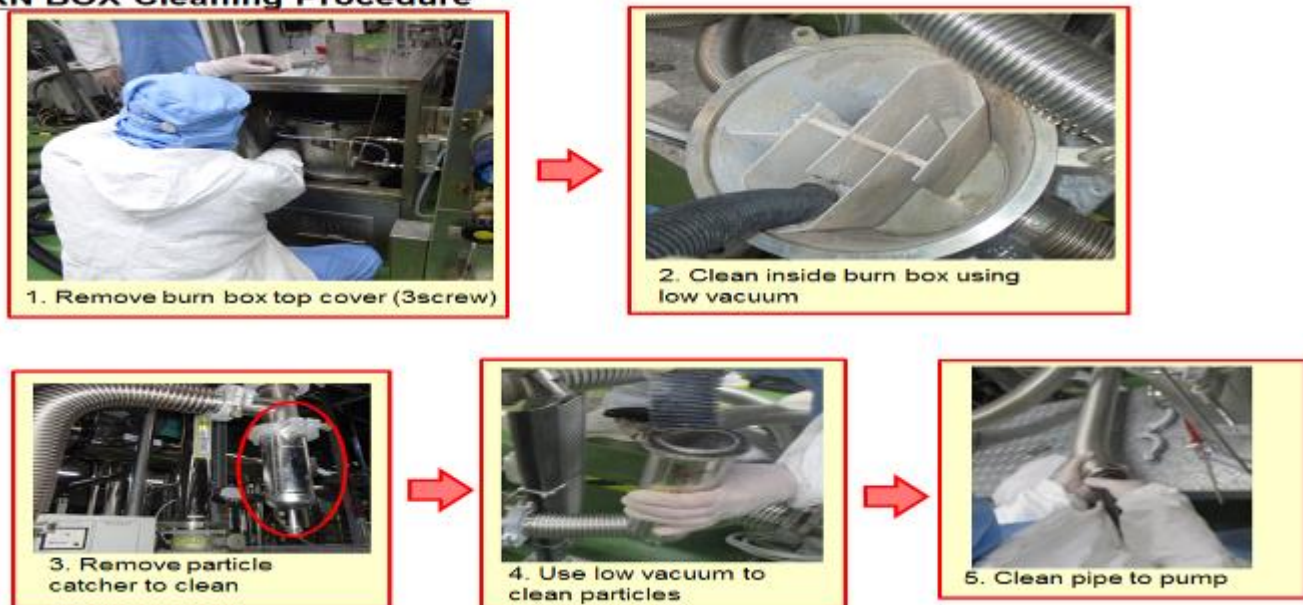 BOX Cleaning Procedure
1. Remove burn box top cover (3screw)
2. Clean inside burn box using
low vacuum
3. Remove particle
catcher to clean
4. Use low vacuum to
clean particles
5. Clean pipe to pump